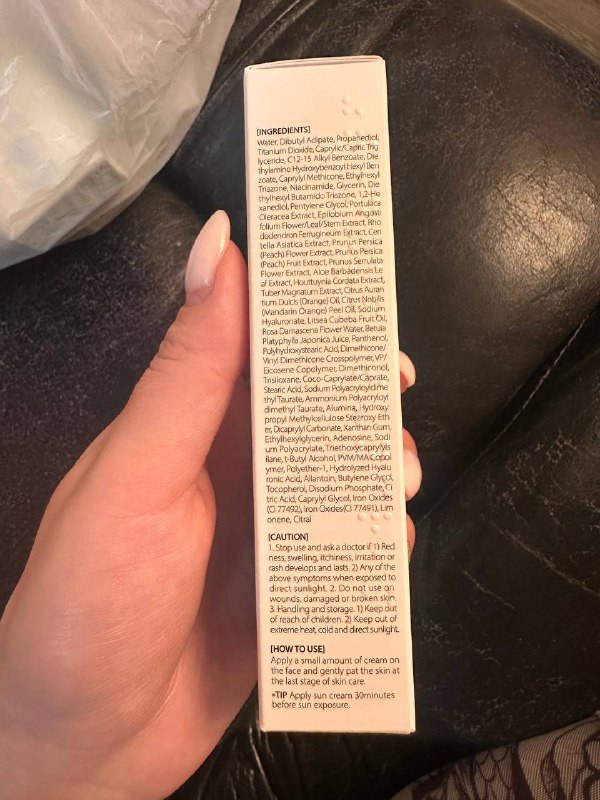 [INGREDIENTS]
Water, Dibutyl Adipate, Propanediol,
Titanium Dioxide, Caprylic/Capric Trig
lyceride, C12-15 Alkyl Benzoate, Die
thylamino Hydroxybenzoyl Hexyl Ben
zoate, Caprylyl Methicone, Ethylhexyl
Triazone, Niacinamide, Glycerin, Die
thylhexyl Butamido Triazone, 1,2-He
xanediol, Pentylene Glycol, Portulaca
Oleracea Extract, Epilobium Angusti
folium Flower/Leaf/Stem Extract, Rho
dudendron Ferrugineum Extract, Cen
tella Asiatica Extract, Prunus Persica
(Peach) Flower Extract, Prunus Persica
(Peach) Fruit Extract, Prunus Serrulata
Flower Extract, Aloe Barbadensis Le
af Extract, Houttuynia Cordata Extract,
Tuber Magnatum Extract, Citrus Auran
tium Dulcis (Orange) Oil, Citrus Nobilis
(Mandarin Orange) Peel Oil, Sodium
Hyaluronate, Litsea Cubeba Fruit Oil,
Rosa Damascena Flower Water, Betula
Platyphylla Japonica Juice, Panthenol,
Polyhydroxystearic Acid, Dimethicone/
Vinyl Dimethicone Crosspolymer, VP/
Eicosene Copolymer, Dimethiconol,
Trisiloxane, Coco-Caprylate/Caprate,
Stearic Acid, Sodium Polyacryloyldime
thyl Taurate, Ammonium Polyacryloyl
dimethyl Taurate, Alumina, Hydroxy
propyl Methylcellulose Stearoxy Eth
er, Dicaprylyl Carbonate, Xanthan Gum,
Ethylhexylglycerin, Adenosine, Sodi
um Polyacrylate, Triethoxycaprylyls
ilane, t-Butyl Alcohol, PVM/MA Copol
ymer, Polyether-1, Hydrolyzed Hyalu
ronic Acid, Allantoin, Butylene Glycol,
Tocopherol, Disodium Phosphate, Ci
tric Acid, Caprylyl Glycol, Iron Oxides
(CI 77492), Iron Oxides(CI 77491), Lim
onene, Citral
[CAUTION]
1. Stop use and ask a doctor if 1) Red
ness, swelling, itchiness, irritation or
rash develops and lasts. 2) Any of the
above symptoms when exposed to
direct sunlight. 2. Do not use on
wounds, damaged or broken skin.
3. Handling and storage. 1) Keep out
of reach of children. 2) Keep out of
extreme heat, cold and direct sunlight.
[HOW TO USE]
Apply a small amount of cream on
the face and gently pat the skin at
the last stage of skin care.
*TIP Apply sun cream 30minutes
before sun exposure.